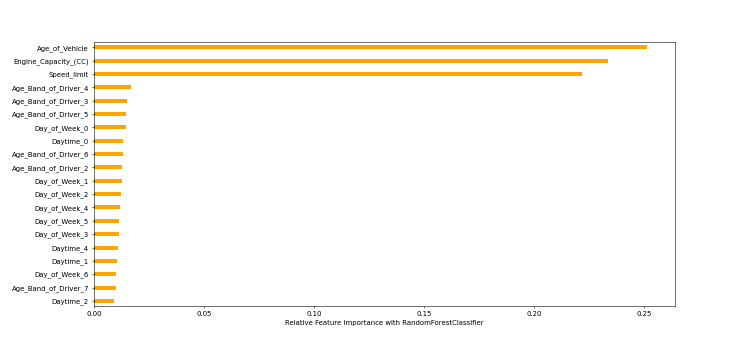 Age_of_Vehicle
Engine_Capacity_(CC)
Speed_limit
Age_Band_of_Driver_4
Age_Band_of_Driver_3
Age_Band_of_Driver_5
Day_of_Week_0
Daytime_0
Age_Band_of_Driver_6
Age_Band_of_Driver_2
Day_of_Week_1
Day_of_Week_2
Day_of_Week_4
Day_of_Week_5
Day_of_Week_3
Daytime_4
Daytime_1
Day_of_Week_6
Age_Band_of_Driver_7
Daytime_2
0.00 0.05 0.10 0.15 0.20 0.25
Relative Feature Importance with RandomForestClassifier